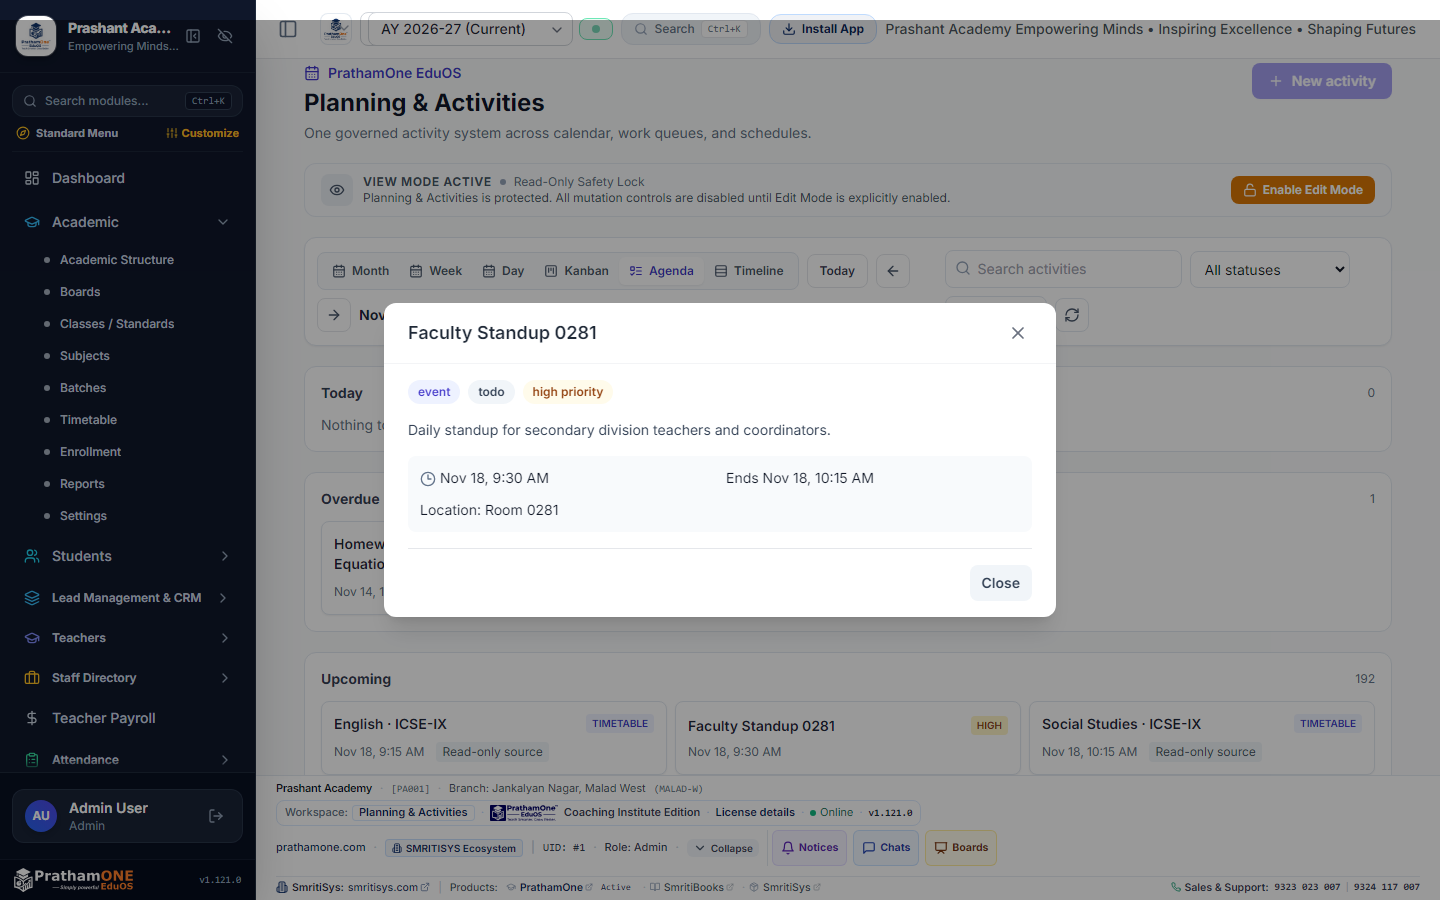 Prashant Aca...
Empowering Minds...
Search modules...
Ctrl+K
Standard Menu
Customize
Dashboard
Academic
Academic Structure
Boards
Classes / Standards
Subjects
Batches
Timetable
Enrollment
Reports
Settings
Students
Lead Management & CRM
Teachers
Staff Directory
Teacher Payroll
Attendance
AU
Admin User
Admin
PrathamONE
Simply powerful EduOS
v1.121.0
AY 2026-27 (Current)
Search
Ctrl+K
Install App
Prashant Academy Empowering Minds • Inspiring Excellence • Shaping Futures
PrathamOne EduOS
Planning & Activities
One governed activity system across calendar, work queues, and schedules.
New activity
VIEW MODE ACTIVE • Read-Only Safety Lock
Planning & Activities is protected. All mutation controls are disabled until Edit Mode is explicitly enabled.
Enable Edit Mode
Month
Week
Day
Kanban
Agenda
Timeline
Today
Search activities
All statuses
Nov
Faculty Standup 0281
event
todo
high priority
Daily standup for secondary division teachers and coordinators.
Nov 18, 9:30 AM
Ends Nov 18, 10:15 AM
Location: Room 0281
Close
Today
0
Nothing
Overdue
1
Homew
Equatio
Nov 14,
Upcoming
192
English · ICSE-IX
TIMETABLE
Nov 18, 9:15 AM
Read-only source
Faculty Standup 0281
HIGH
Nov 18, 9:30 AM
Social Studies · ICSE-IX
TIMETABLE
Nov 18, 10:15 AM
Read-only source
Prashant Academy · [PA001] · Branch: Jankalyan Nagar, Malad West (MALAD-W)
Workspace: Planning & Activities · PrathamOne EduOS Coaching Institute Edition · License details · Online · v1.121.0
prathamone.com · SMRITISYS Ecosystem | UID: #1 · Role: Admin · Collapse
Notices
Chats
Boards
SmritiSys: smritisys.com | Products: PrathamOne Active · SmritiBooks · SmritiSys
Sales & Support: 9323 023 007 | 9324 117 007